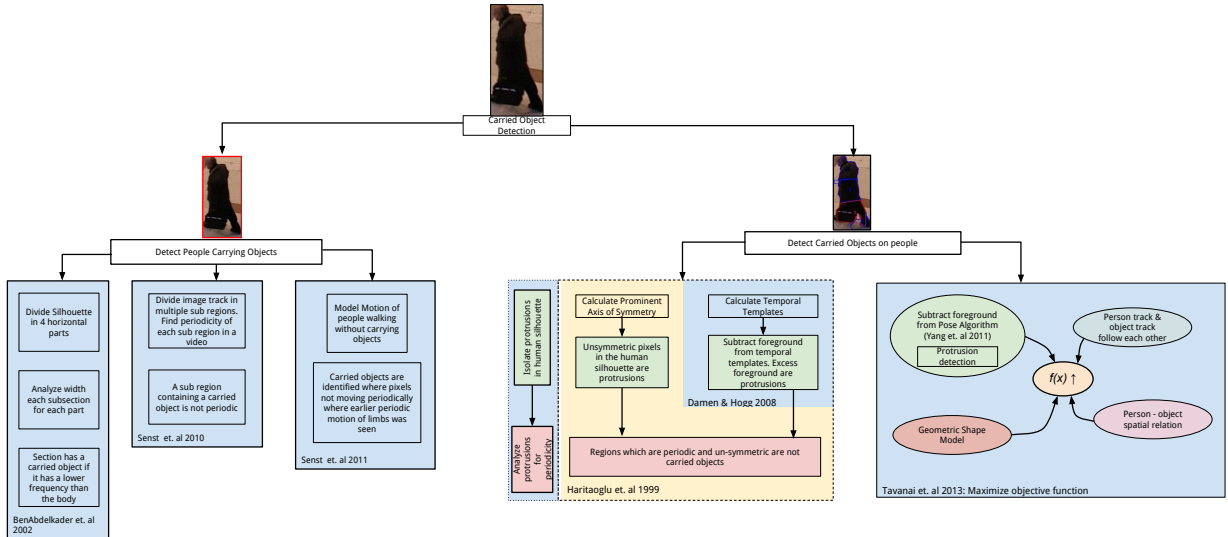 Carried Object
Detection
Detect People Carrying Objects
Detect Carried Objects on people
Divide Silhouette
in 4 horizontal
parts
Analyze width
each subsection
for each part
Section has a
carried object if
it has a lower
frequency than
the body
BenAbdelkader et. al
2002
Divide image track in
multiple sub regions.
Find periodicity of
each sub region in a
video
A sub region
containing a carried
object is not periodic
Senst et. al 2010
Model Motion of
people walking
without carrying
objects
Carried objects are
identified where pixels
not moving periodically
where earlier periodic
motion of limbs was
seen
Senst et. al 2011
Isolate protrusions
in human silhouette
Analyze
protrusions
for
periodicity
Calculate Prominent
Axis of Symmetry
Unsymmetric pixels
in the human
silhouette are
protrusions
Calculate Temporal
Templates
Subtract foreground
from temporal
templates. Excess
foreground are
protrusions
Damen & Hogg 2008
Regions which are periodic and un-symmetric are not
carried objects
Haritaoglu et. al 1999
Subtract foreground
from Pose Algorithm
(Yang et. al 2011)
Protrusion
detection
Person track &
object track
follow each other
f(x) ↑
Geometric Shape
Model
Person - object
spatial relation
Tavanai et. al 2013: Maximize objective function